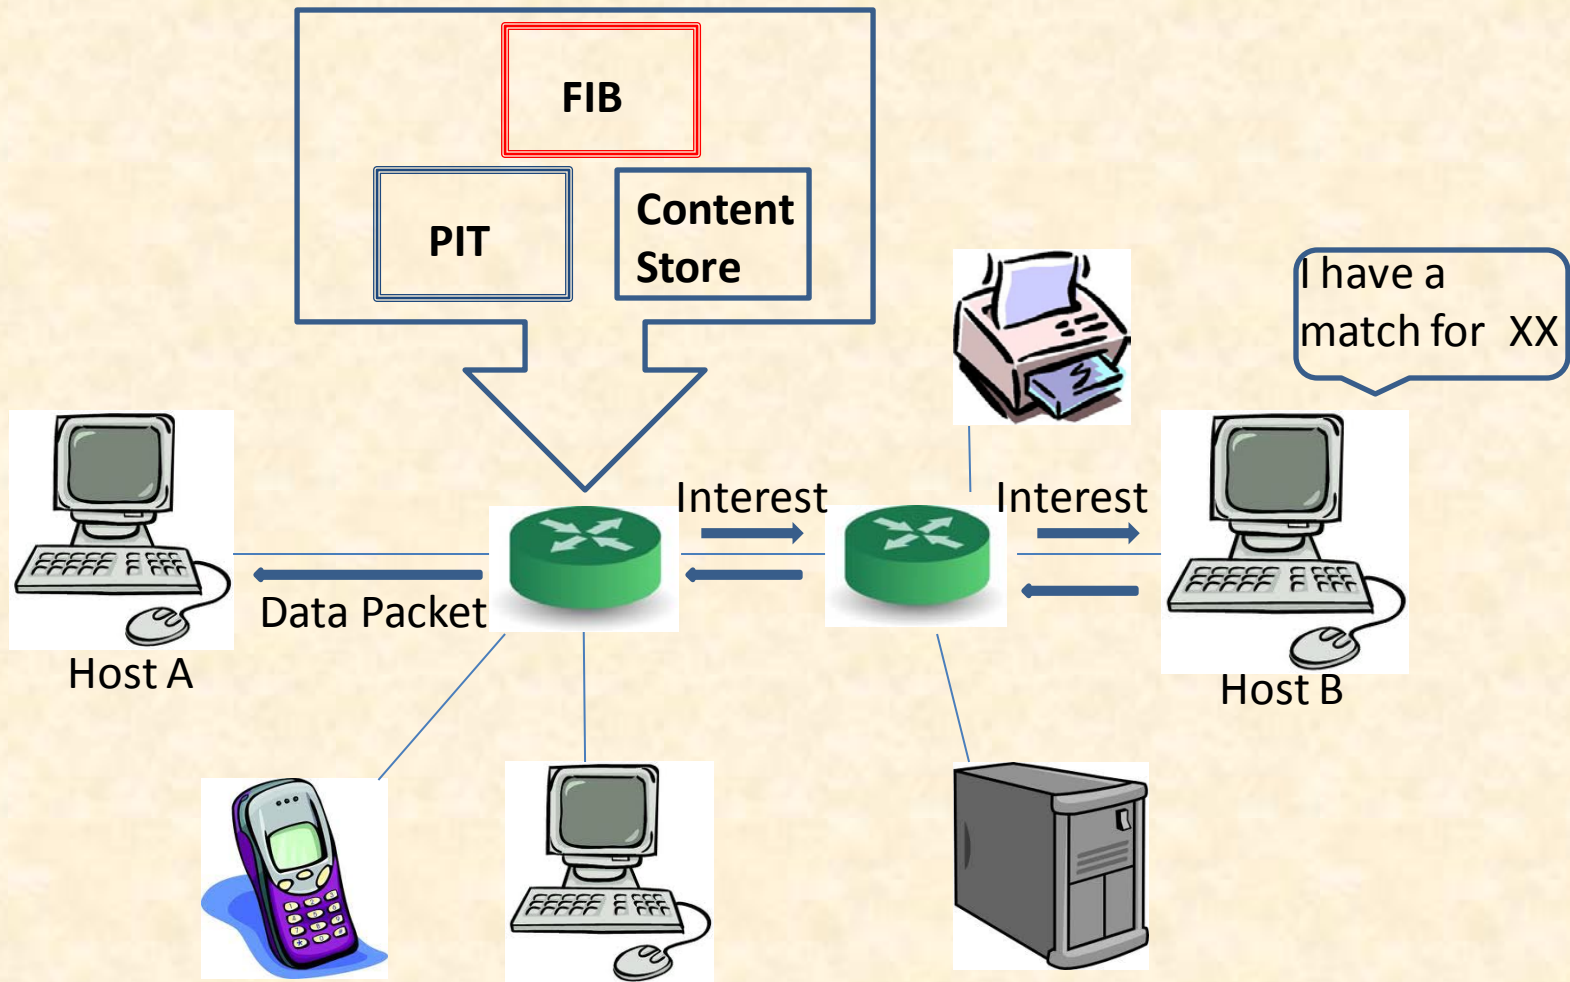 FIB
PIT
Content
Store
I have a
match for XX
Interest
Interest
Data Packet
Host A
Host B